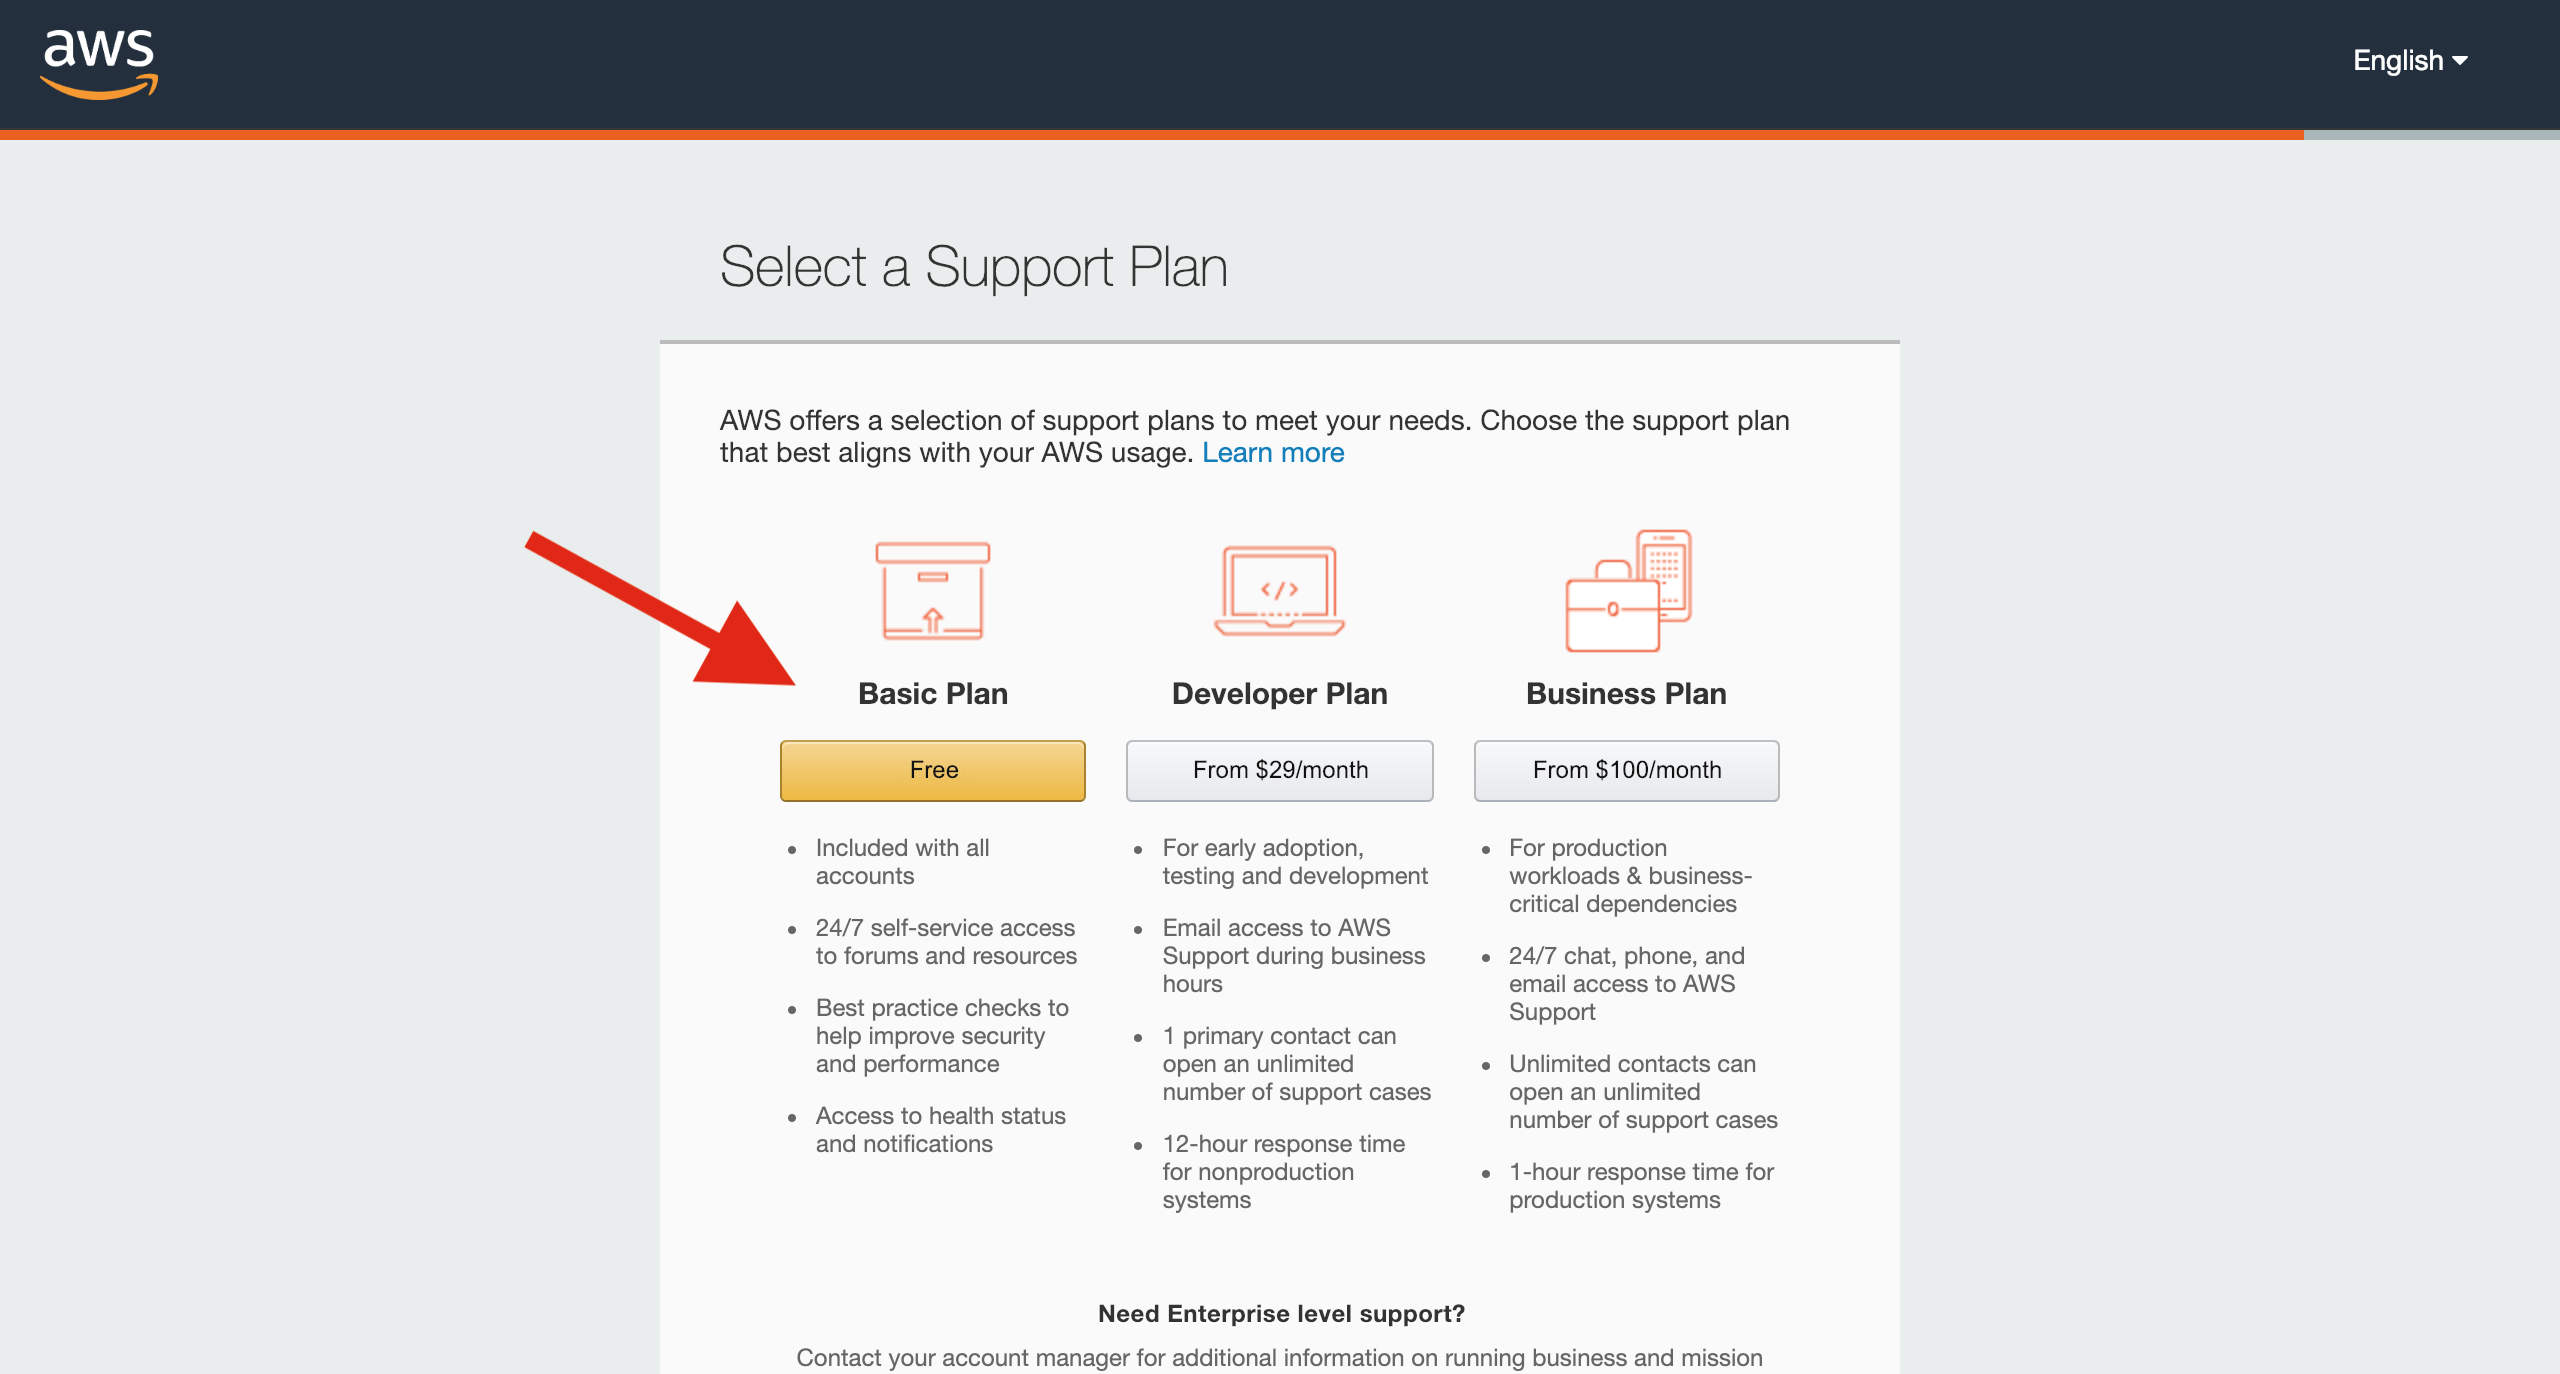 aws
English
Select a Support Plan
AWS offers a selection of support plans to meet your needs. Choose the support plan
that best aligns with your AWS usage. Learn more
</>
Basic Plan
Free
Included with all
accounts
24/7 self-service access
to forums and resources
Best practice checks to
help improve security
and performance
Access to health status
and notifications
Developer Plan
From $29/month
For early adoption,
testing and development
Email access to AWS
Support during business
hours
1 primary contact can
open an unlimited
number of support cases
12-hour response time
for nonproduction
systems
Business Plan
From $100/month
For production
workloads & business-
critical dependencies
24/7 chat, phone, and
email access to AWS
Support
Unlimited contacts can
open an unlimited
number of support cases
1-hour response time for
production systems
Need Enterprise level support?
Contact your account manager for additional information on running business and mission